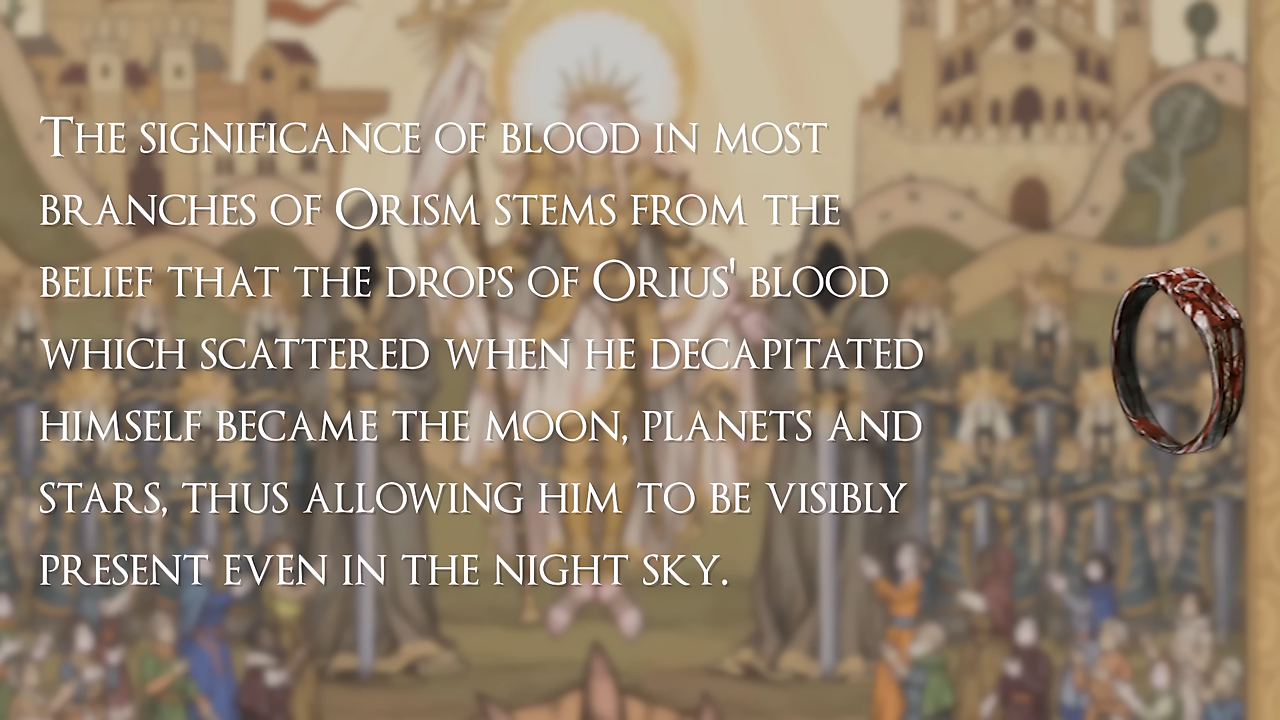 The significance of blood in most
branches of Orism stems from the
belief that the drops of Orius' blood
which scattered when he decapitated
himself became the moon, planets and
stars, thus allowing him to be visibly
present even in the night sky.